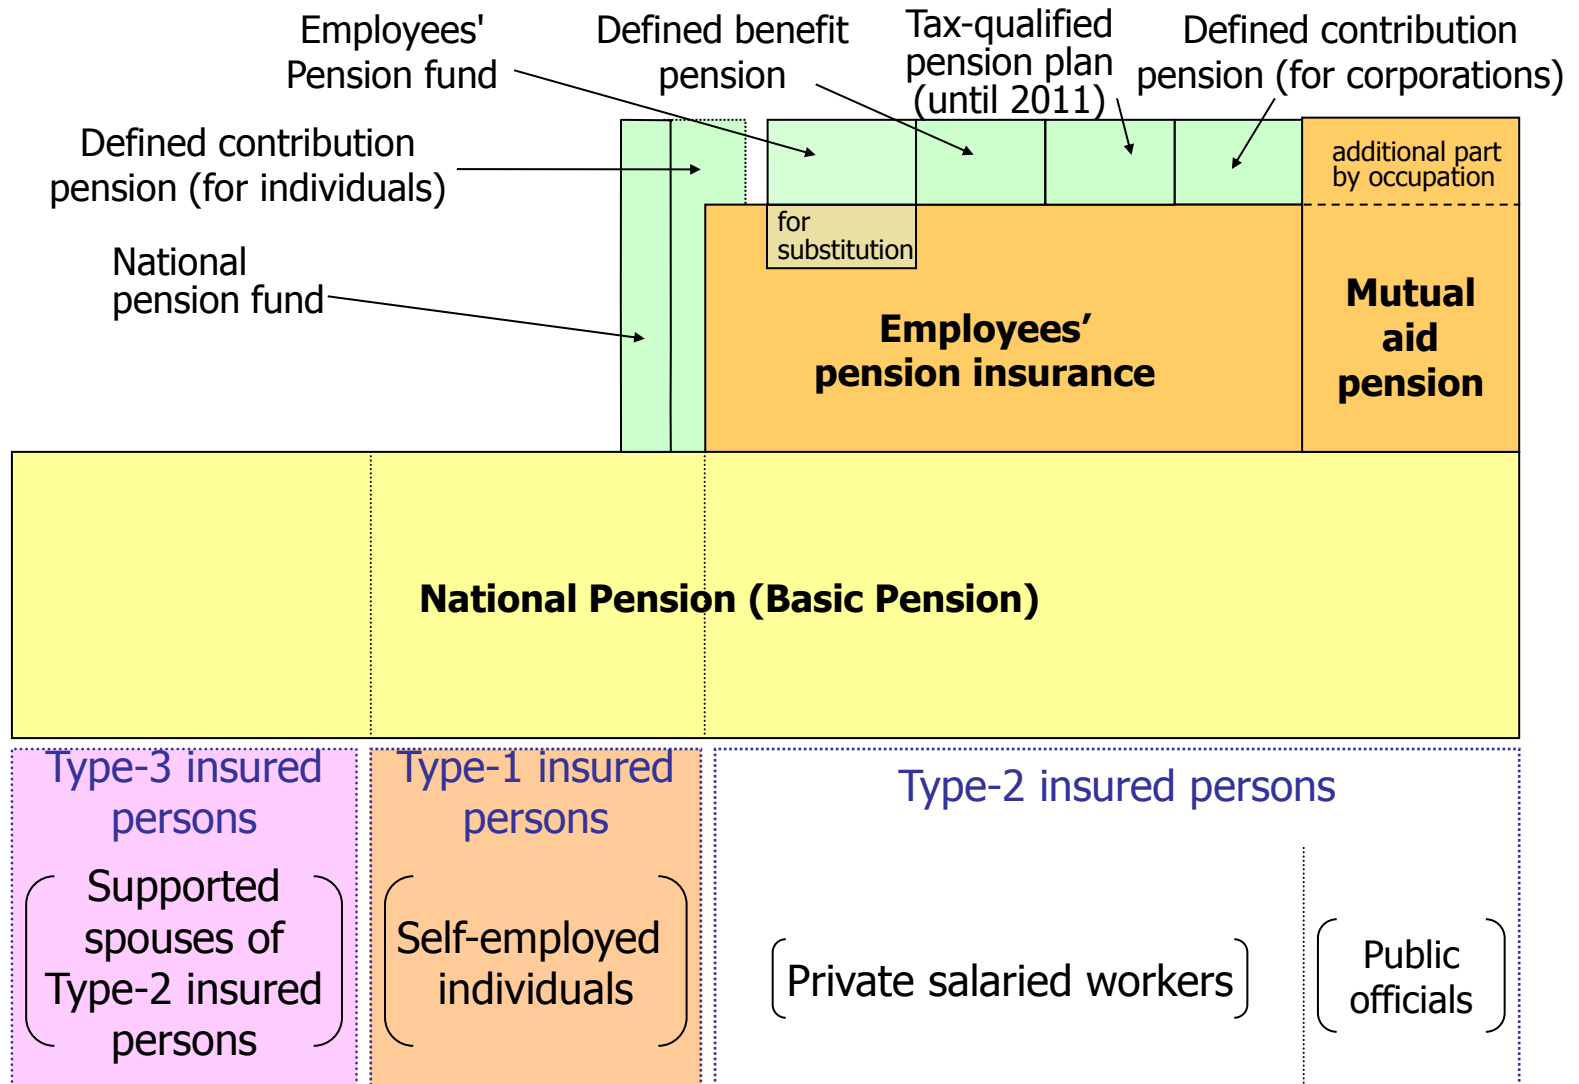 Employees'
Pension fund
Defined benefit
pension
Tax-qualified
pension plan
(until 2011)
Defined contribution
pension (for corporations)
Defined contribution
pension (for individuals)
additional part
by occupation
for
substitution
National
pension fund
Employees’
pension insurance
Mutual
aid
pension
National Pension (Basic Pension)
Type-3 insured
persons
Type-1 insured
persons
Type-2 insured persons
Supported
spouses of
Type-2 insured
persons
Self-employed
individuals
Private salaried workers
Public
officials